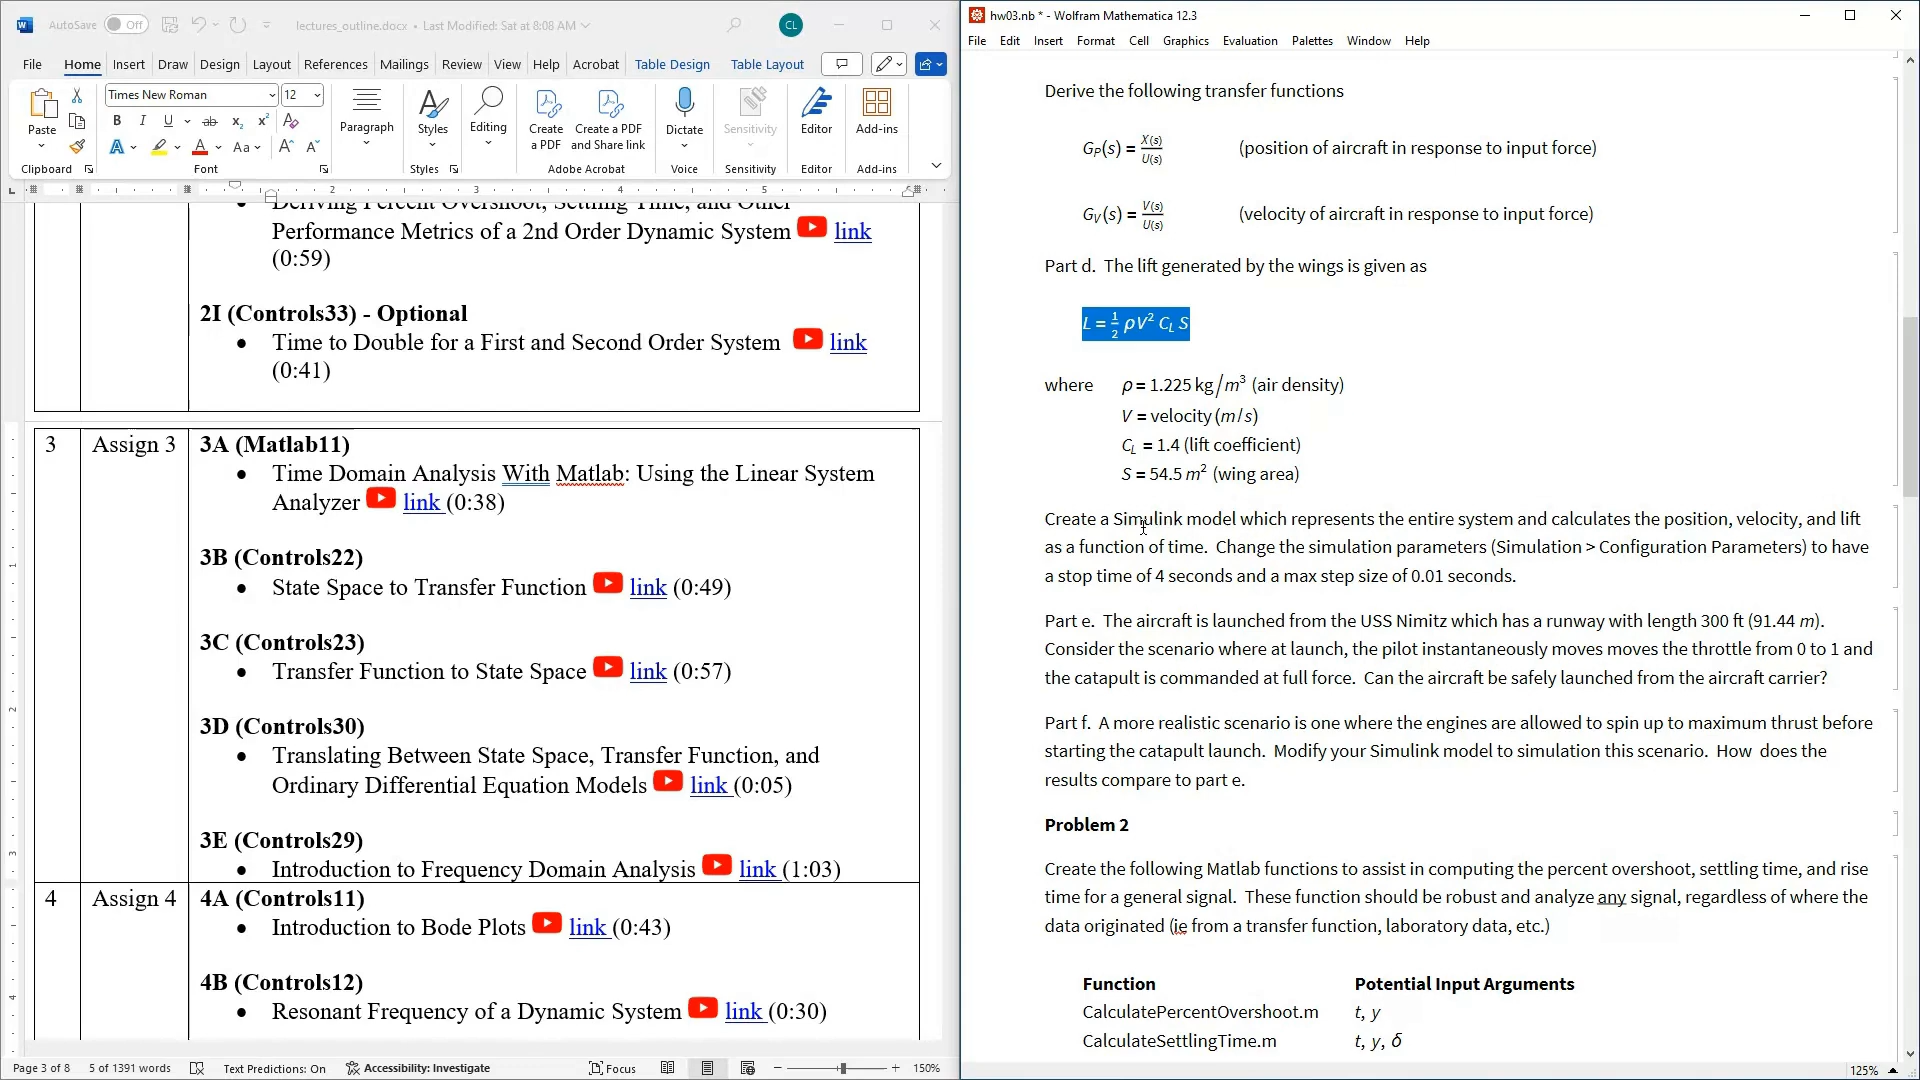 AutoSave Off lectures_outline.docx • Last Modified: Sat at 8:08 AM CL
File Home Insert Draw Design Layout References Mailings Review View Help Acrobat Table Design Table Layout
Times New Roman 12
Paste
Clipboard
Font
Paragraph
Styles
Styles
Editing
Create a PDF
Create a PDF and Share link
Adobe Acrobat
Dictate
Voice
Sensitivity
Sensitivity
Editor
Editor
Add-ins
Add-ins
Deriving Percent Overshoot, Settling Time, and Other
Performance Metrics of a 2nd Order Dynamic System link
(0:59)
2I (Controls33) - Optional
• Time to Double for a First and Second Order System link
(0:41)
3 Assign 3 3A (Matlab11)
• Time Domain Analysis With Matlab: Using the Linear System
Analyzer link (0:38)
3B (Controls22)
• State Space to Transfer Function link (0:49)
3C (Controls23)
• Transfer Function to State Space link (0:57)
3D (Controls30)
• Translating Between State Space, Transfer Function, and
Ordinary Differential Equation Models link (0:05)
3E (Controls29)
• Introduction to Frequency Domain Analysis link (1:03)
4 Assign 4 4A (Controls11)
• Introduction to Bode Plots link (0:43)
4B (Controls12)
• Resonant Frequency of a Dynamic System link (0:30)
Page 3 of 8 5 of 1391 words Text Predictions: On Accessibility: Investigate Focus 150%
hw03.nb * - Wolfram Mathematica 12.3
File Edit Insert Format Cell Graphics Evaluation Palettes Window Help
Derive the following transfer functions
G_P(s) = X(s)/U(s) (position of aircraft in response to input force)
G_V(s) = V(s)/U(s) (velocity of aircraft in response to input force)
Part d. The lift generated by the wings is given as
L = 1/2 ρV² C_L S
where ρ = 1.225 kg/m³ (air density)
V = velocity (m/s)
C_L = 1.4 (lift coefficient)
S = 54.5 m² (wing area)
Create a Simulink model which represents the entire system and calculates the position, velocity, and lift
as a function of time. Change the simulation parameters (Simulation > Configuration Parameters) to have
a stop time of 4 seconds and a max step size of 0.01 seconds.
Part e. The aircraft is launched from the USS Nimitz which has a runway with length 300 ft (91.44 m).
Consider the scenario where at launch, the pilot instantaneously moves moves the throttle from 0 to 1 and
the catapult is commanded at full force. Can the aircraft be safely launched from the aircraft carrier?
Part f. A more realistic scenario is one where the engines are allowed to spin up to maximum thrust before
starting the catapult launch. Modify your Simulink model to simulation this scenario. How does the
results compare to part e.
Problem 2
Create the following Matlab functions to assist in computing the percent overshoot, settling time, and rise
time for a general signal. These function should be robust and analyze any signal, regardless of where the
data originated (ie from a transfer function, laboratory data, etc.)
Function Potential Input Arguments
CalculatePercentOvershoot.m t, y
CalculateSettlingTime.m t, y, δ
125%